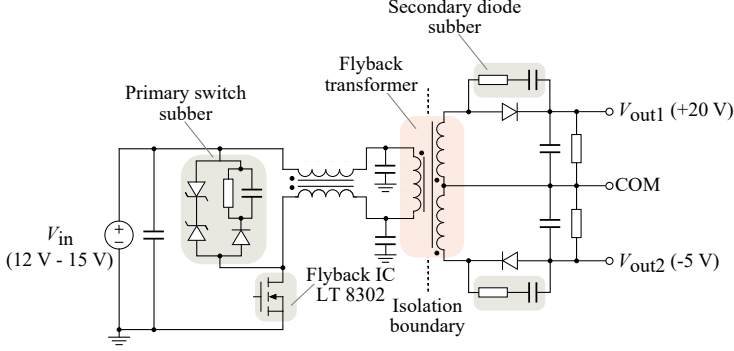 Secondary diode
subber
Flyback
transformer
Primary switch
subber
Vout1 (+20 V)
COM
Vin
(12 V - 15 V)
+
−
Flyback IC
LT 8302
Vout2 (-5 V)
Isolation
boundary